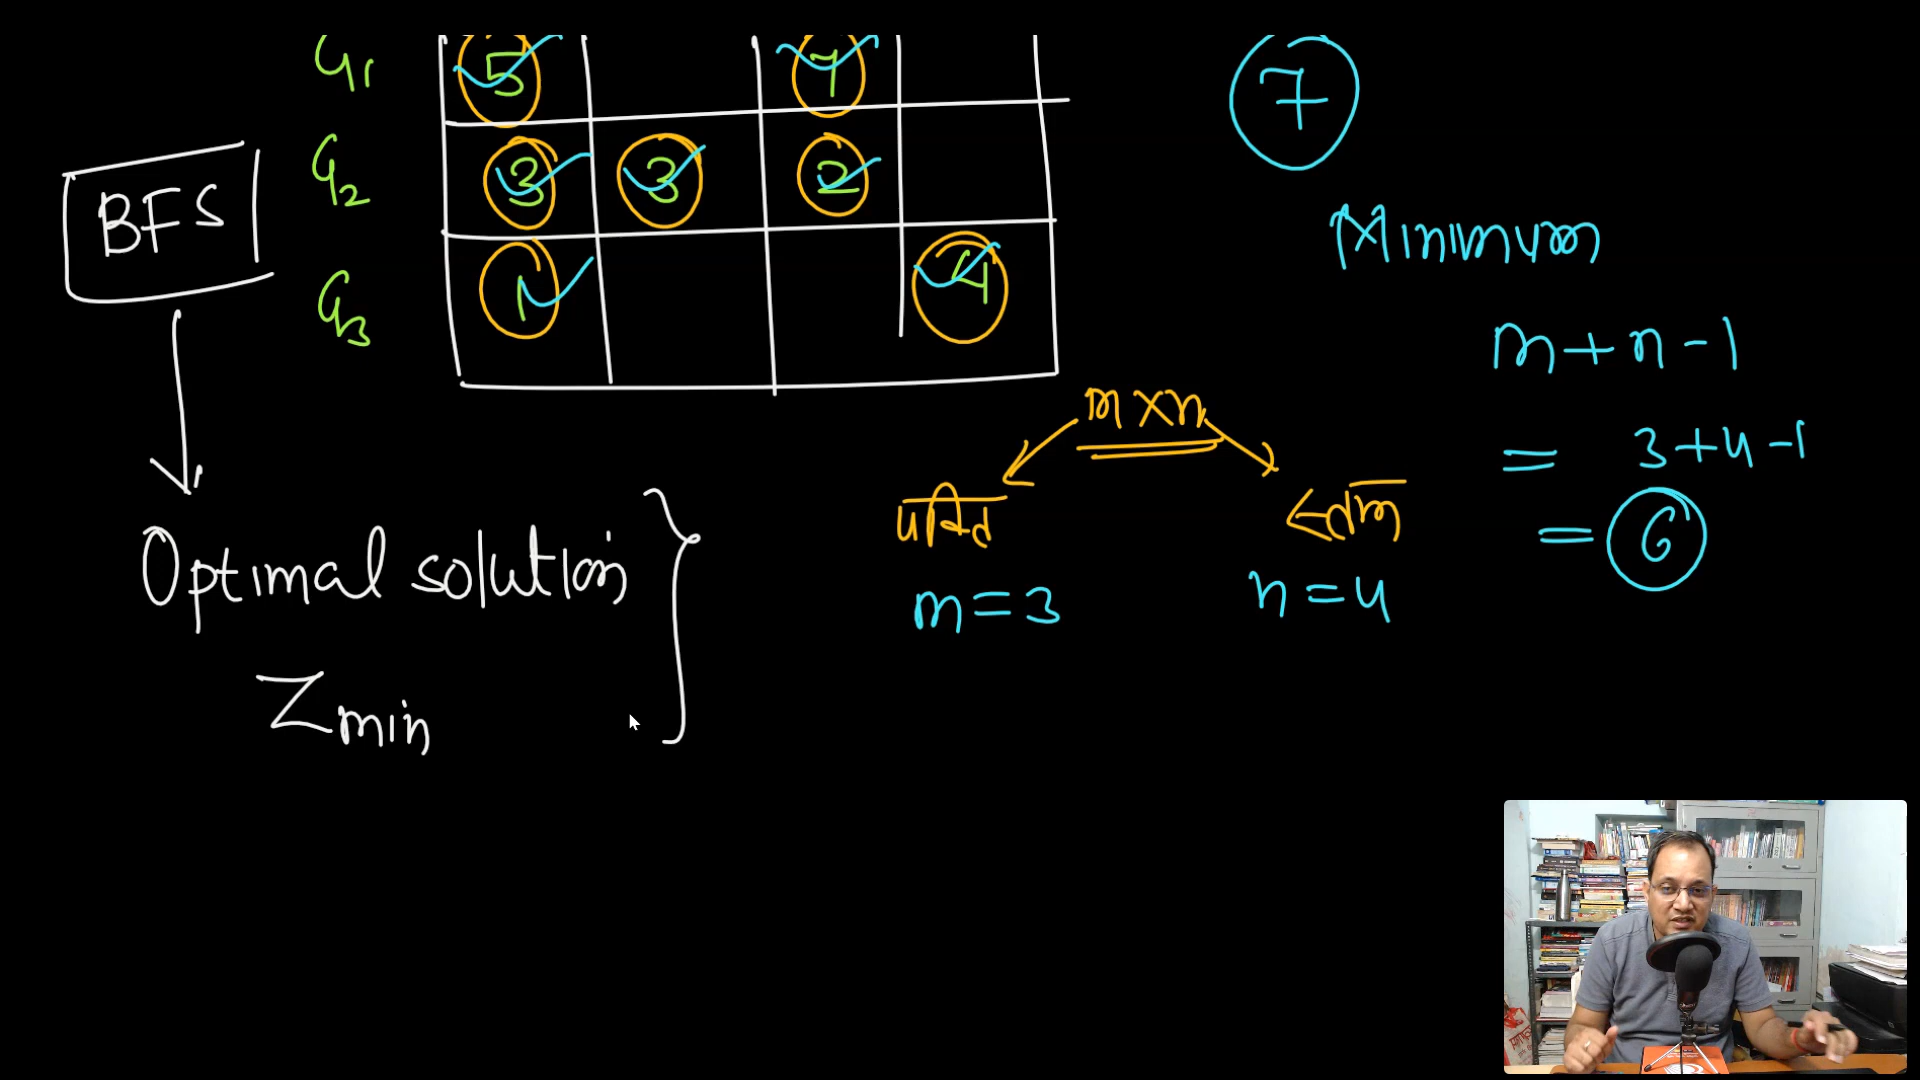 G1 5 7
7
G2 3 3 2
BFS
G3 1 4
Minimum
m+n-1
m×n
= 3+4-1
पंक्ति
स्तंभ
= 6
Optimal solution
m=3
n=4
Zmin